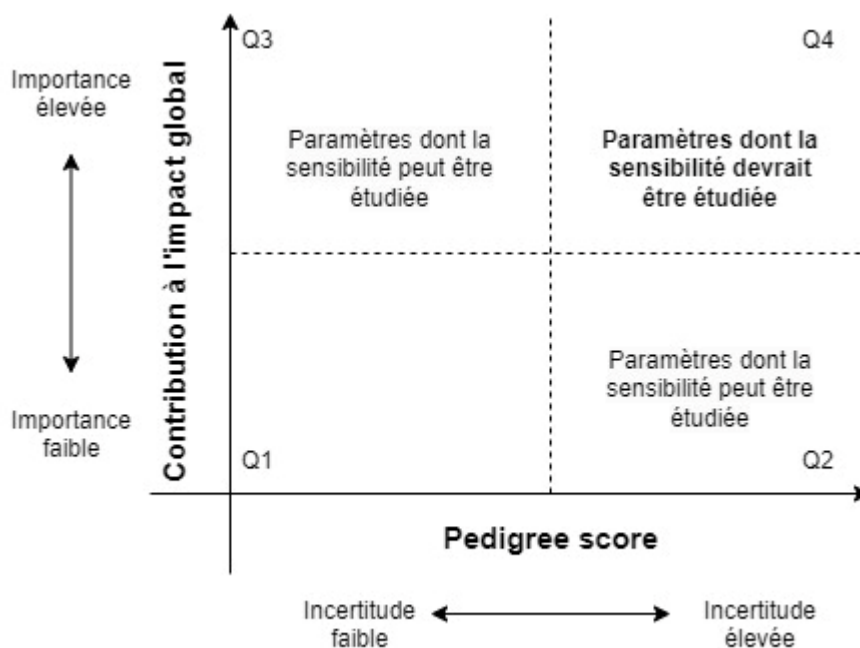 Q3
Q4
Importance
élevée
Paramètres dont la
sensibilité peut être
étudiée
Paramètres dont la
sensibilité devrait
être étudiée
Contribution à l'impact global
Paramètres dont la
sensibilité peut être
étudiée
Importance
faible
Q1
Q2
Pedigree score
Incertitude
faible
Incertitude
élevée